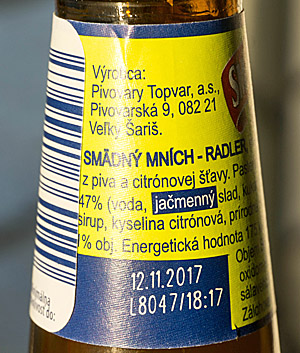 Výrobca:
Pivovary Topvar, a.s.,
Pivovarská 9, 082 21
Veľký Šariš.
SMÄDNÝ MNÍCH - RADLER
z piva a citrónovej šťavy.
47% (voda, jačmenný slad,
sirup, kyselina citrónová,
% obj. Energetická hodnota
12.11.2017
L8047/18:17
do: